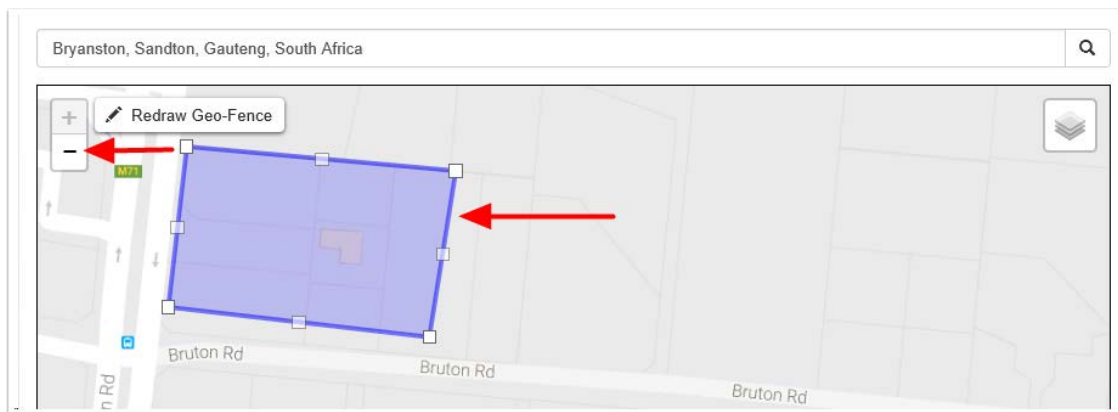 Bryanston, Sandton, Gauteng, South Africa
+
Redraw Geo-Fence
−
M71
Bruton Rd
Bruton Rd
Bruton Rd
n Rd